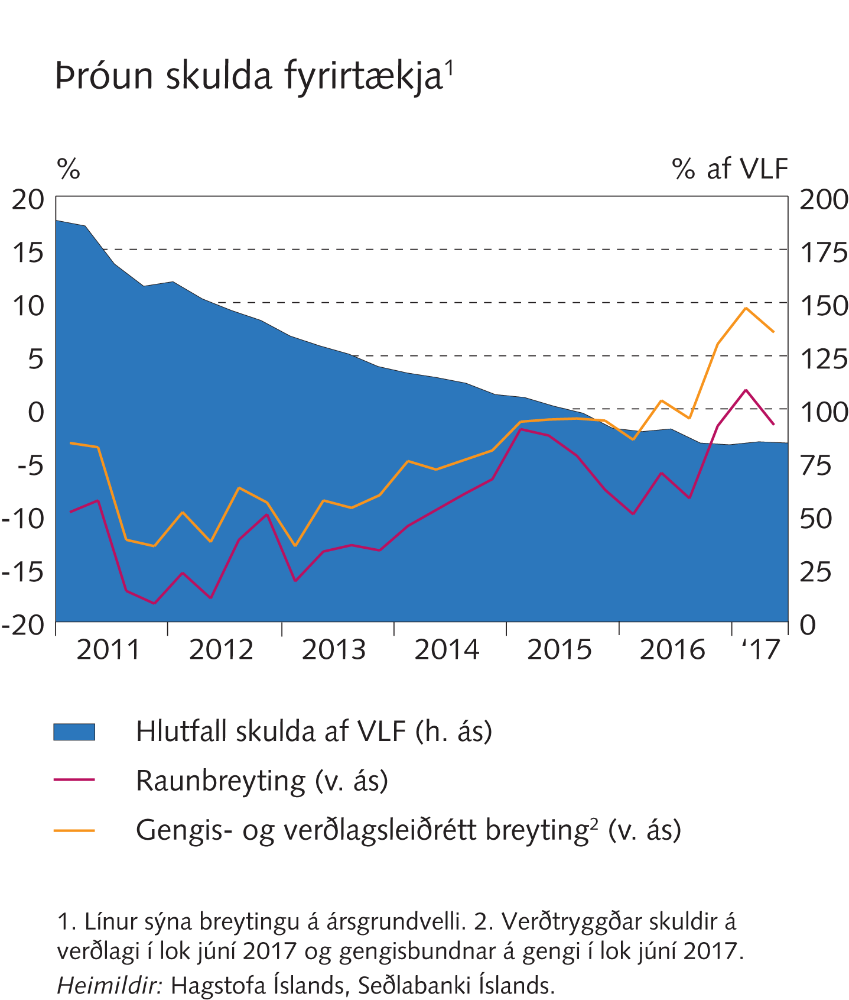 Þróun skulda fyrirtækja¹
% % af VLF
20 200
15 175
10 150
5 125
0 100
-5 75
-10 50
-15 25
-20 0
2011 2012 2013 2014 2015 2016 ‘17
Hlutfall skulda af VLF (h. ás)
Raunbreyting (v. ás)
Gengis- og verðlagsleiðrétt breyting² (v. ás)
1. Línur sýna breytingu á ársgrundvelli. 2. Verðtryggðar skuldir á
verðlagi í lok júní 2017 og gengisbundnar á gengi í lok júní 2017.
Heimildir: Hagstofa Íslands, Seðlabanki Íslands.